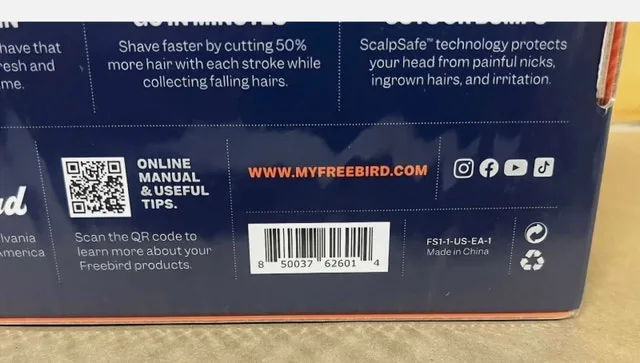 have that
resh and
me.
GO IN MINUTES
Shave faster by cutting 50%
more hair with each stroke while
collecting falling hairs.
ScalpSafe™ technology protects
your head from painful nicks,
ingrown hairs, and irritation.
ONLINE
MANUAL
& USEFUL
TIPS.
WWW.MYFREEBIRD.COM
Scan the QR code to
learn more about your
Freebird products.
lvania
America
8 50037 62601 4
FS1-1-US-EA-1
Made in China